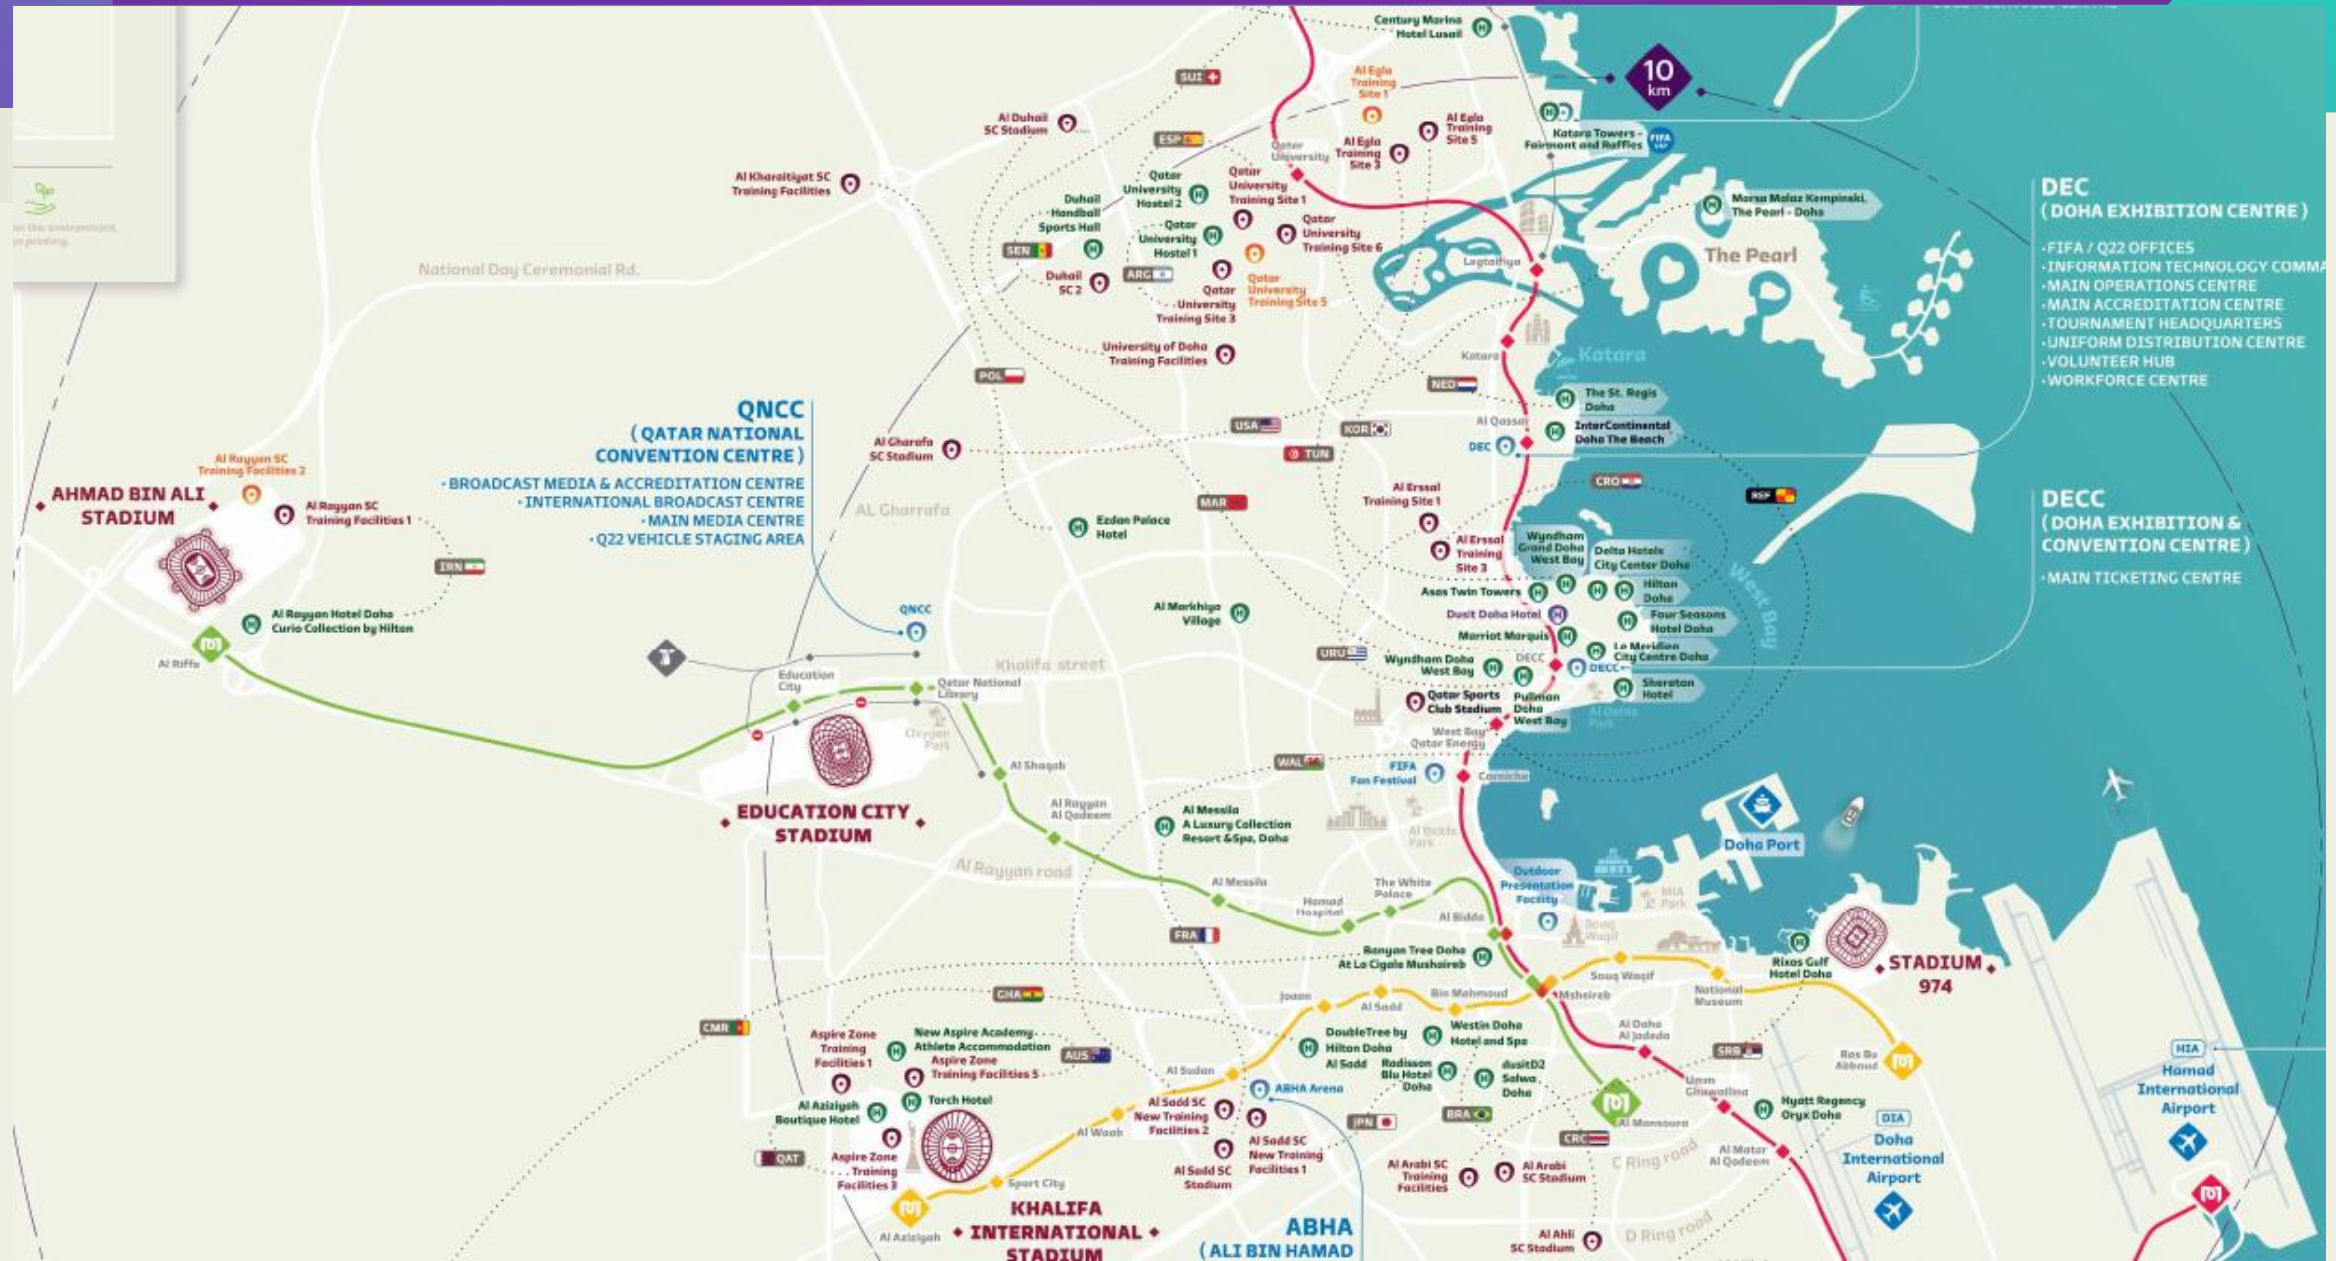 Century Marina
Hotel Lusail
10
km
SUI
Al Egla
Training
Site 1
Al Duhail
SC Stadium
ESP
Al Egla
Training
Site 3
Al Egla
Training
Site 5
Katara Towers -
Fairmont and Raffles
FIFA
Qatar
University
Al Kharaitiyat SC
Training Facilities
Qatar
University
Hostel 2
Qatar
University
Training Site 1
Duhail
Handball
Sports Hall
Qatar
University
Hostel 1
Qatar
University
Training Site 6
Marsa Malaz Kempinski,
The Pearl - Doha
The Pearl
DEC
( DOHA EXHIBITION CENTRE )
·FIFA / Q22 OFFICES
·INFORMATION TECHNOLOGY COMMA
·MAIN OPERATIONS CENTRE
·MAIN ACCREDITATION CENTRE
·TOURNAMENT HEADQUARTERS
·UNIFORM DISTRIBUTION CENTRE
·VOLUNTEER HUB
·WORKFORCE CENTRE
SEN
Duhail
SC 2
ARG
Qatar
University
Training Site 3
Qatar
University
Training Site 5
Legtaifiya
National Day Ceremonial Rd.
University of Doha
Training Facilities
Katara
Katara
POL
NED
The St. Regis
Doha
QNCC
( QATAR NATIONAL
CONVENTION CENTRE )
· BROADCAST MEDIA & ACCREDITATION CENTRE
· INTERNATIONAL BROADCAST CENTRE
· MAIN MEDIA CENTRE
· Q22 VEHICLE STAGING AREA
Al Gharafa
SC Stadium
USA
KOR
TUN
Al Qassar
DEC
InterContinental
Doha The Beach
Al Rayyan SC
Training Facilities 2
AHMAD BIN ALI
STADIUM
Al Rayyan SC
Training Facilities 1
IRN
AL Gharrafa
MAR
Al Erssal
Training Site 1
CRO
REF
DECC
( DOHA EXHIBITION &
CONVENTION CENTRE )
· MAIN TICKETING CENTRE
Ezdan Palace
Hotel
Al Erssal
Training
Site 3
Wyndham
Grand Doha
West Bay
Delta Hotels
City Center Doha
West Bay
Asas Twin Towers
Hilton
Doha
Al Rayyan Hotel Doha
Curio Collection by Hilton
Al Riffa
QNCC
Al Markhiya
Village
Dusit Doha Hotel
Four Seasons
Hotel Doha
Marriot Marquis
Le Meridien
City Centre Doha
URU
Wyndham Doha
West Bay
DECC
DECC
Khalifa street
Education
City
Qatar National
Library
Oxygen
Park
Qatar Sports
Club Stadium
Pullman
Doha
West Bay
Sheraton
Hotel
Al Dafna
Park
West Bay
Qatar Energy
Al Shaqab
WAL
FIFA
Fan Festival
Corniche
EDUCATION CITY
STADIUM
Al Rayyan
Al Qadeem
Al Messila
A Luxury Collection
Resort &Spa, Doha
Al Bidda
Park
Doha Port
Al Rayyan road
Al Messila
The White
Palace
Hamad
Hospital
Al Bidda
Outdoor
Presentation
Facility
MIA
Park
Souq
Waqif
FRA
Banyan Tree Doha
At La Cigale Mushaireb
Souq Waqif
Rixos Gulf
Hotel Doha
STADIUM
974
GHA
Joaan
Al Sadd
Bin Mahmoud
Msheireb
National
Museum
CMR
Aspire Zone
Training
Facilities 1
New Aspire Academy
Athlete Accommodation
Aspire Zone
Training Facilities 5
AUS
DoubleTree by
Hilton Doha
Al Sadd
Westin Doha
Hotel and Spa
Radisson
Blu Hotel
Doha
dusitD2
Salwa
Doha
Al Doha
Al Jadeda
SRB
Ras Bu
Abboud
HIA
Hamad
International
Airport
Al Sudan
ABHA Arena
Al Aziziyah
Boutique Hotel
Torch Hotel
Al Sadd SC
New Training
Facilities 2
Al Waab
JPN
BRA
Umm
Ghuwailina
Hyatt Regency
Oryx Doha
Al Mansoura
DIA
Doha
International
Airport
QAT
Aspire Zone
Training
Facilities 3
Al Sadd SC
Stadium
Al Sadd SC
New Training
Facilities 1
CRC
C Ring road
Al Matar
Al Qadeem
Al Arabi SC
Training
Facilities
Al Arabi
SC Stadium
Sport City
Al Aziziyah
KHALIFA
INTERNATIONAL
STADIUM
ABHA
( ALI BIN HAMAD
Al Ahli
SC Stadium
D Ring road